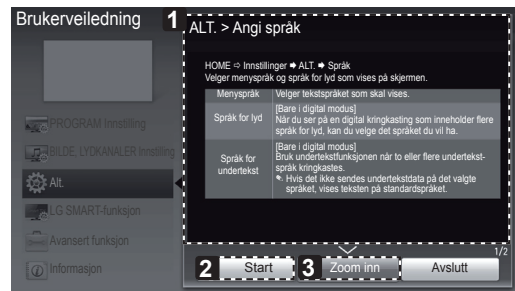 Brukerveiledning
PROGRAM Innstilling
BILDE, LYDKANALER Innstilling
Alt.
LG SMART-funksjon
Avansert funksjon
Informasjon
1
ALT. > Angi språk
HOME ⇨ Innstillinger ➡ ALT. ➡ Språk
Velger menyspråk og språk for lyd som vises på skjermen.
Menyspråk Velger tekstspråket som skal vises.
Språk for lyd
[Bare i digital modus]
Når du ser på en digital kringkasting som inneholder flere
språk for lyd, kan du velge det språket du vil ha.
Språk for
undertekst
[Bare i digital modus]
Bruk undertekstfunksjonen når to eller flere undertekst-
språk kringkastes.
Hvis det ikke sendes undertekstdata på det valgte
språket, vises teksten på standardspråket.
1/2
2 Start 3 Zoom inn Avslutt